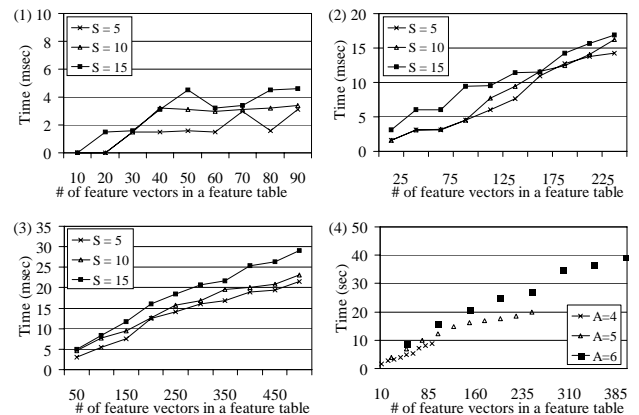 (1)
10
8
6
4
2
0
Time (msec)
S = 5
S = 10
S = 15
10 20 30 40 50 60 70 80 90
# of feature vectors in a feature table
(2)
20
15
10
5
0
Time (msec)
S = 5
S = 10
S = 15
25 75 125 175 225
# of feature vectors in a feature table
(3)
35
30
25
20
15
10
5
0
Time (msec)
S = 5
S = 10
S = 15
50 150 250 350 450
# of feature vectors in a feature table
(4)
50
40
30
20
10
0
Time (sec)
A=4
A=5
A=6
10 85 160 235 310 385
# of feature vectors in a feature table